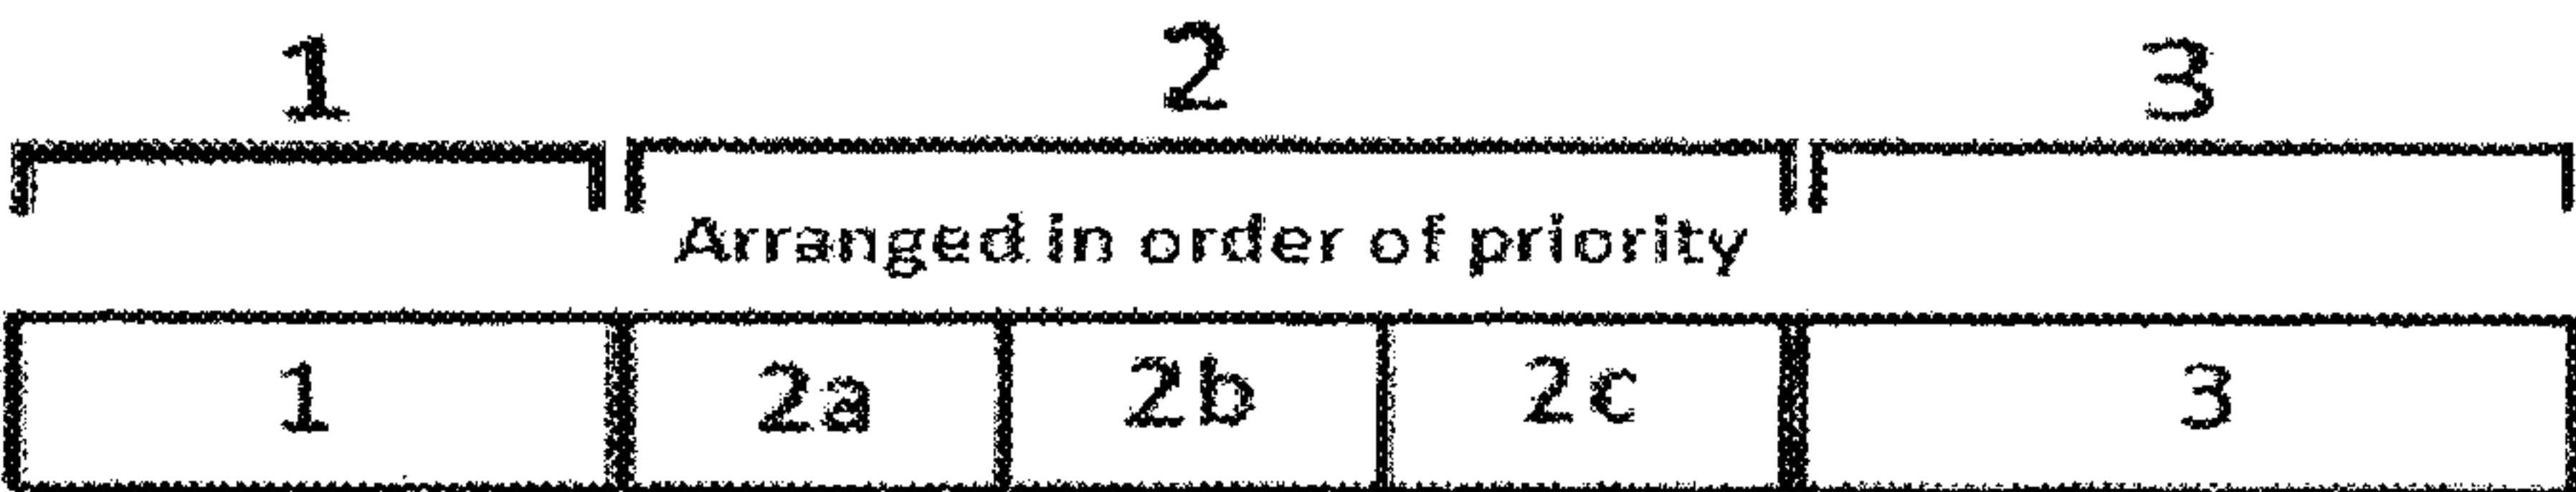 1 2 3
Arranged in order of priority
1 2a 2b 2c 3